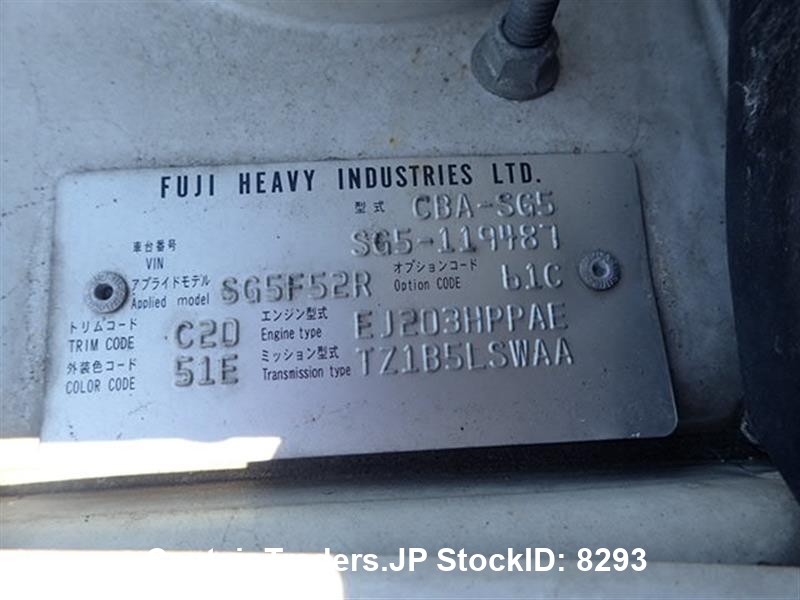 FUJI HEAVY INDUSTRIES LTD.
型式 CBA-SG5
車台番号 VIN SG5-119487
アプライドモデル Applied model SG5F52R オプションコード Option CODE b1C
トリムコード TRIM CODE C20 エンジン型式 Engine type EJ203HPPAE
外装色コード COLOR CODE 51E ミッション型式 Transmission type TZ1B5LSWAA
Traders.JP StockID: 8293